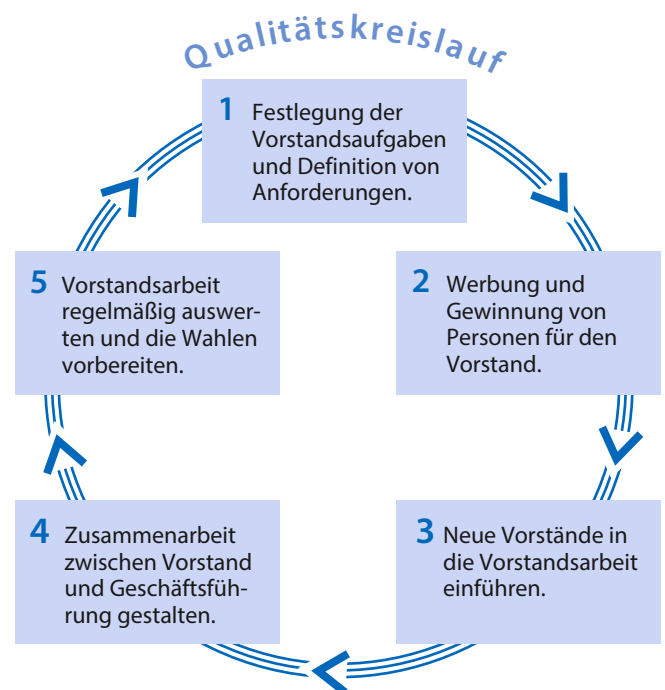 Qualitätskreislauf
1 Festlegung der
Vorstandsaufgaben
und Definition von
Anforderungen.
2 Werbung und
Gewinnung von
Personen für den
Vorstand.
3 Neue Vorstände in
die Vorstandsarbeit
einführen.
4 Zusammenarbeit
zwischen Vorstand
und Geschäftsfüh-
rung gestalten.
5 Vorstandsarbeit
regelmäßig auswer-
ten und die Wahlen
vorbereiten.